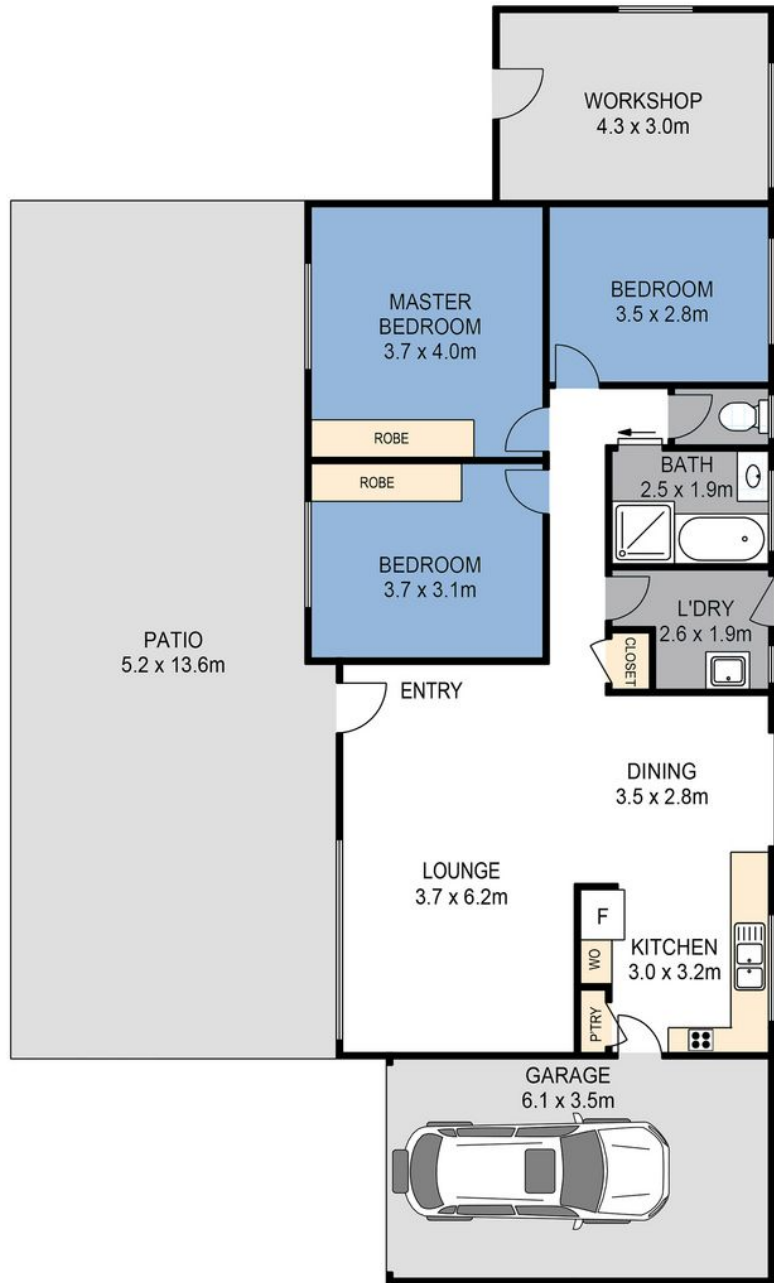 WORKSHOP
4.3 x 3.0m
MASTER
BEDROOM
3.7 x 4.0m
ROBE
BEDROOM
3.5 x 2.8m
BATH
2.5 x 1.9m
ROBE
BEDROOM
3.7 x 3.1m
L'DRY
2.6 x 1.9m
CLOSET
PATIO
5.2 x 13.6m
ENTRY
DINING
3.5 x 2.8m
LOUNGE
3.7 x 6.2m
F
WO
KITCHEN
3.0 x 3.2m
P'TRY
GARAGE
6.1 x 3.5m